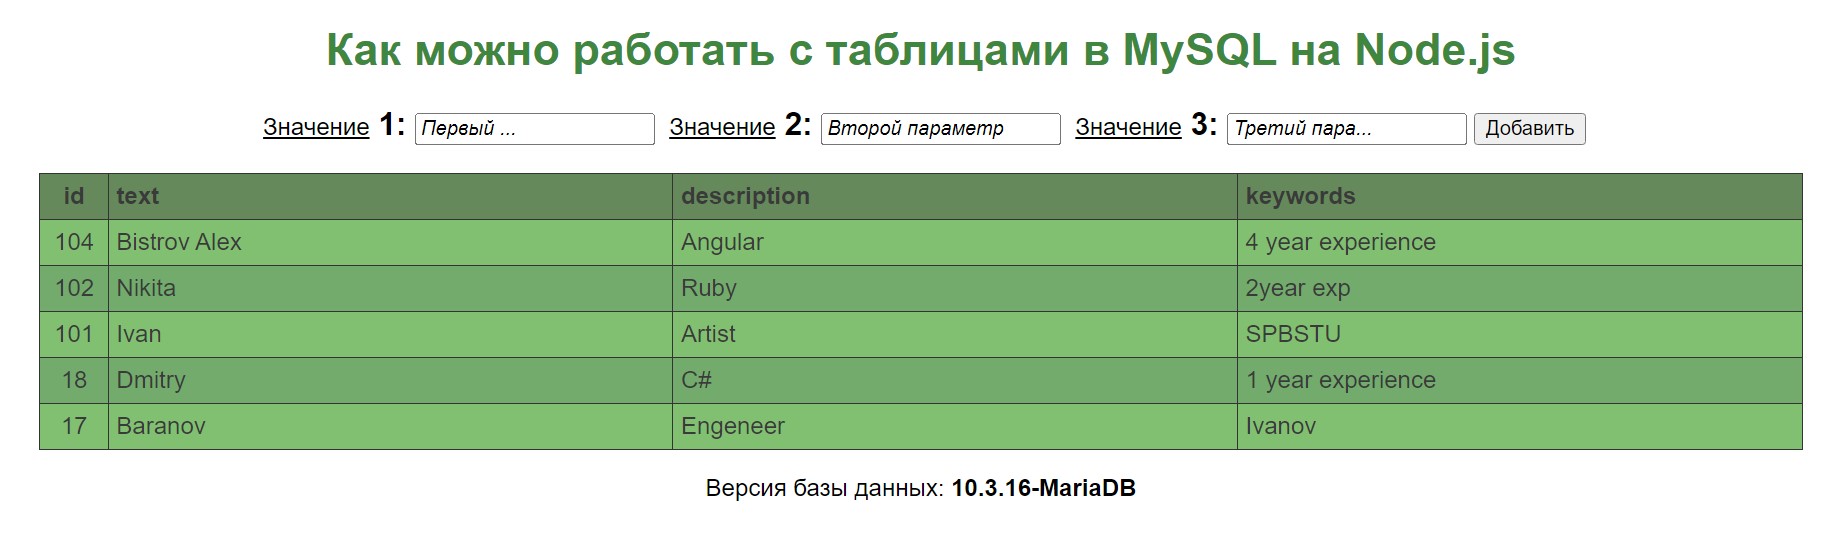 Как можно работать с таблицами в MySQL на Node.js
Значение 1: Первый ... Значение 2: Второй параметр Значение 3: Третий пара... Добавить
id text description keywords
104 Bistrov Alex Angular 4 year experience
102 Nikita Ruby 2year exp
101 Ivan Artist SPBSTU
18 Dmitry C# 1 year experience
17 Baranov Engeneer Ivanov
Версия базы данных: 10.3.16-MariaDB